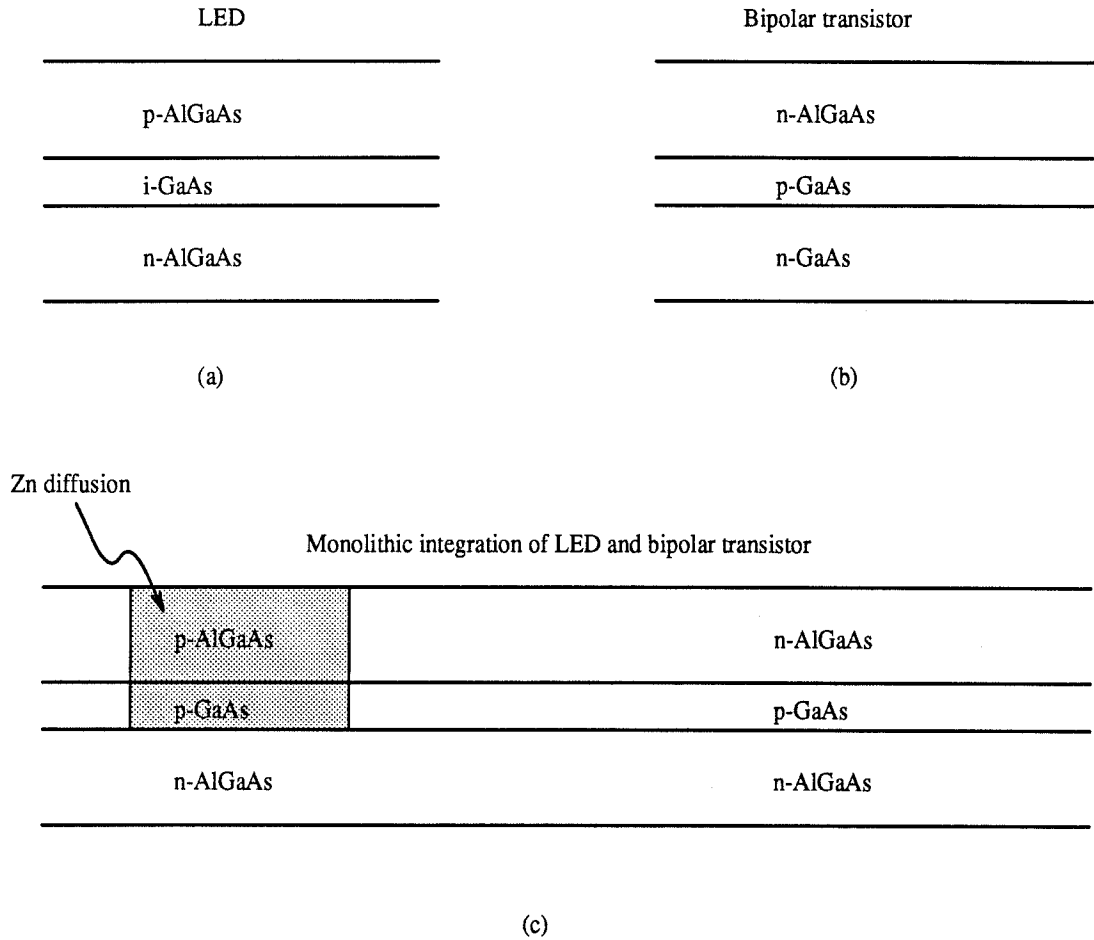 LED
Bipolar transistor
p-AlGaAs
n-AlGaAs
i-GaAs
p-GaAs
n-AlGaAs
n-GaAs
(a)
(b)
Zn diffusion
Monolithic integration of LED and bipolar transistor
p-AlGaAs
n-AlGaAs
p-GaAs
p-GaAs
n-AlGaAs
n-AlGaAs
(c)